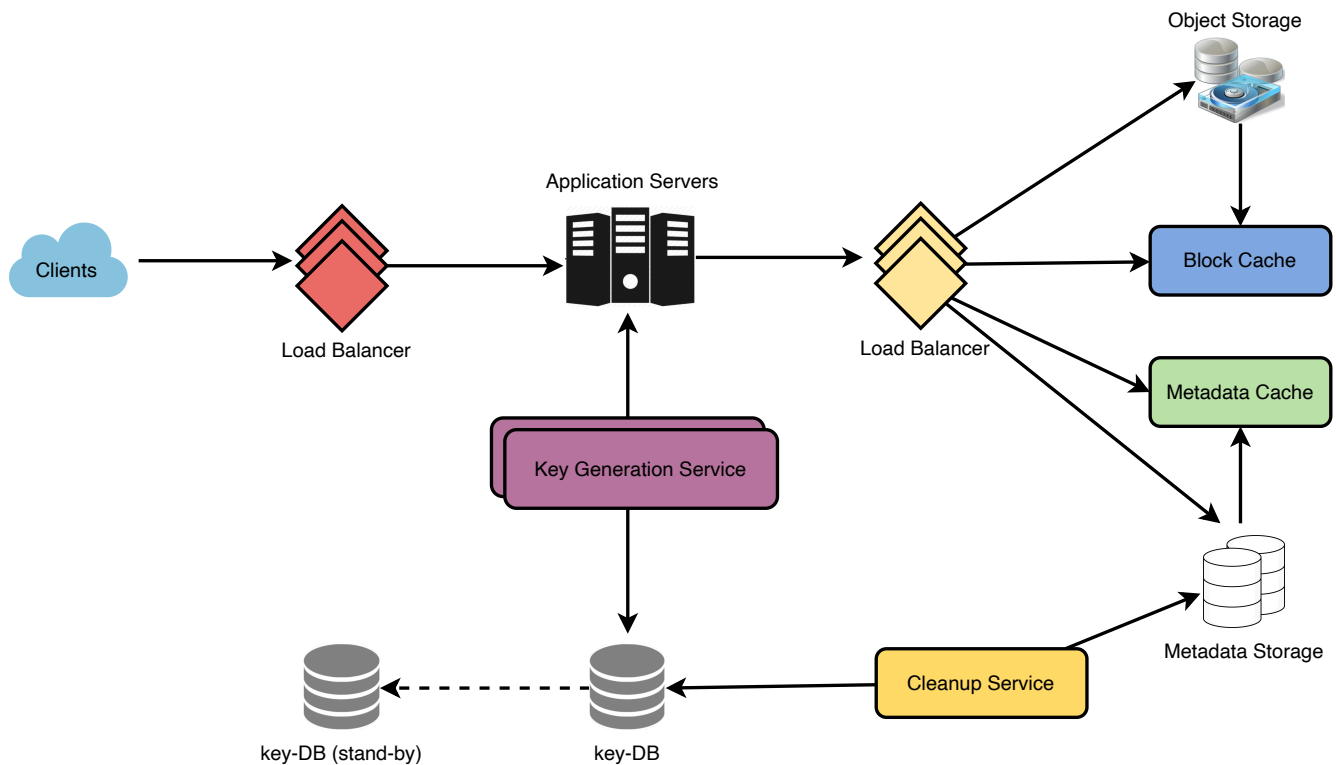 Object Storage
Application Servers
Clients
Block Cache
Load Balancer
Load Balancer
Metadata Cache
Key Generation Service
Metadata Storage
Cleanup Service
key-DB (stand-by)
key-DB